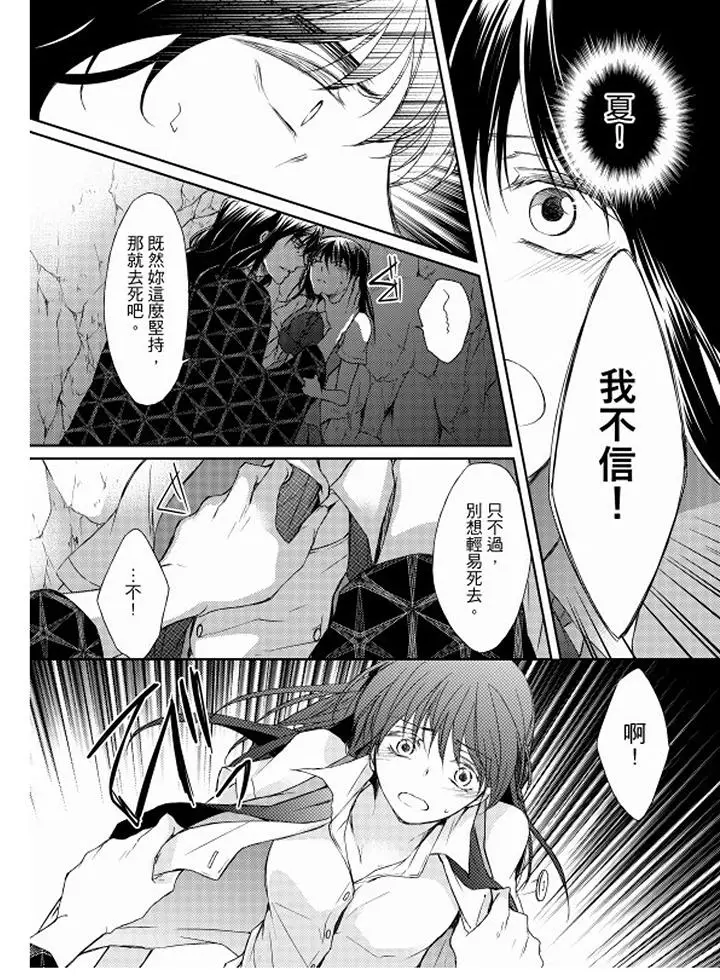 夏！
我不信！
既然妳這麼堅持，
那就去死吧。
只不過，
別想輕易死去。
…不！
啊！